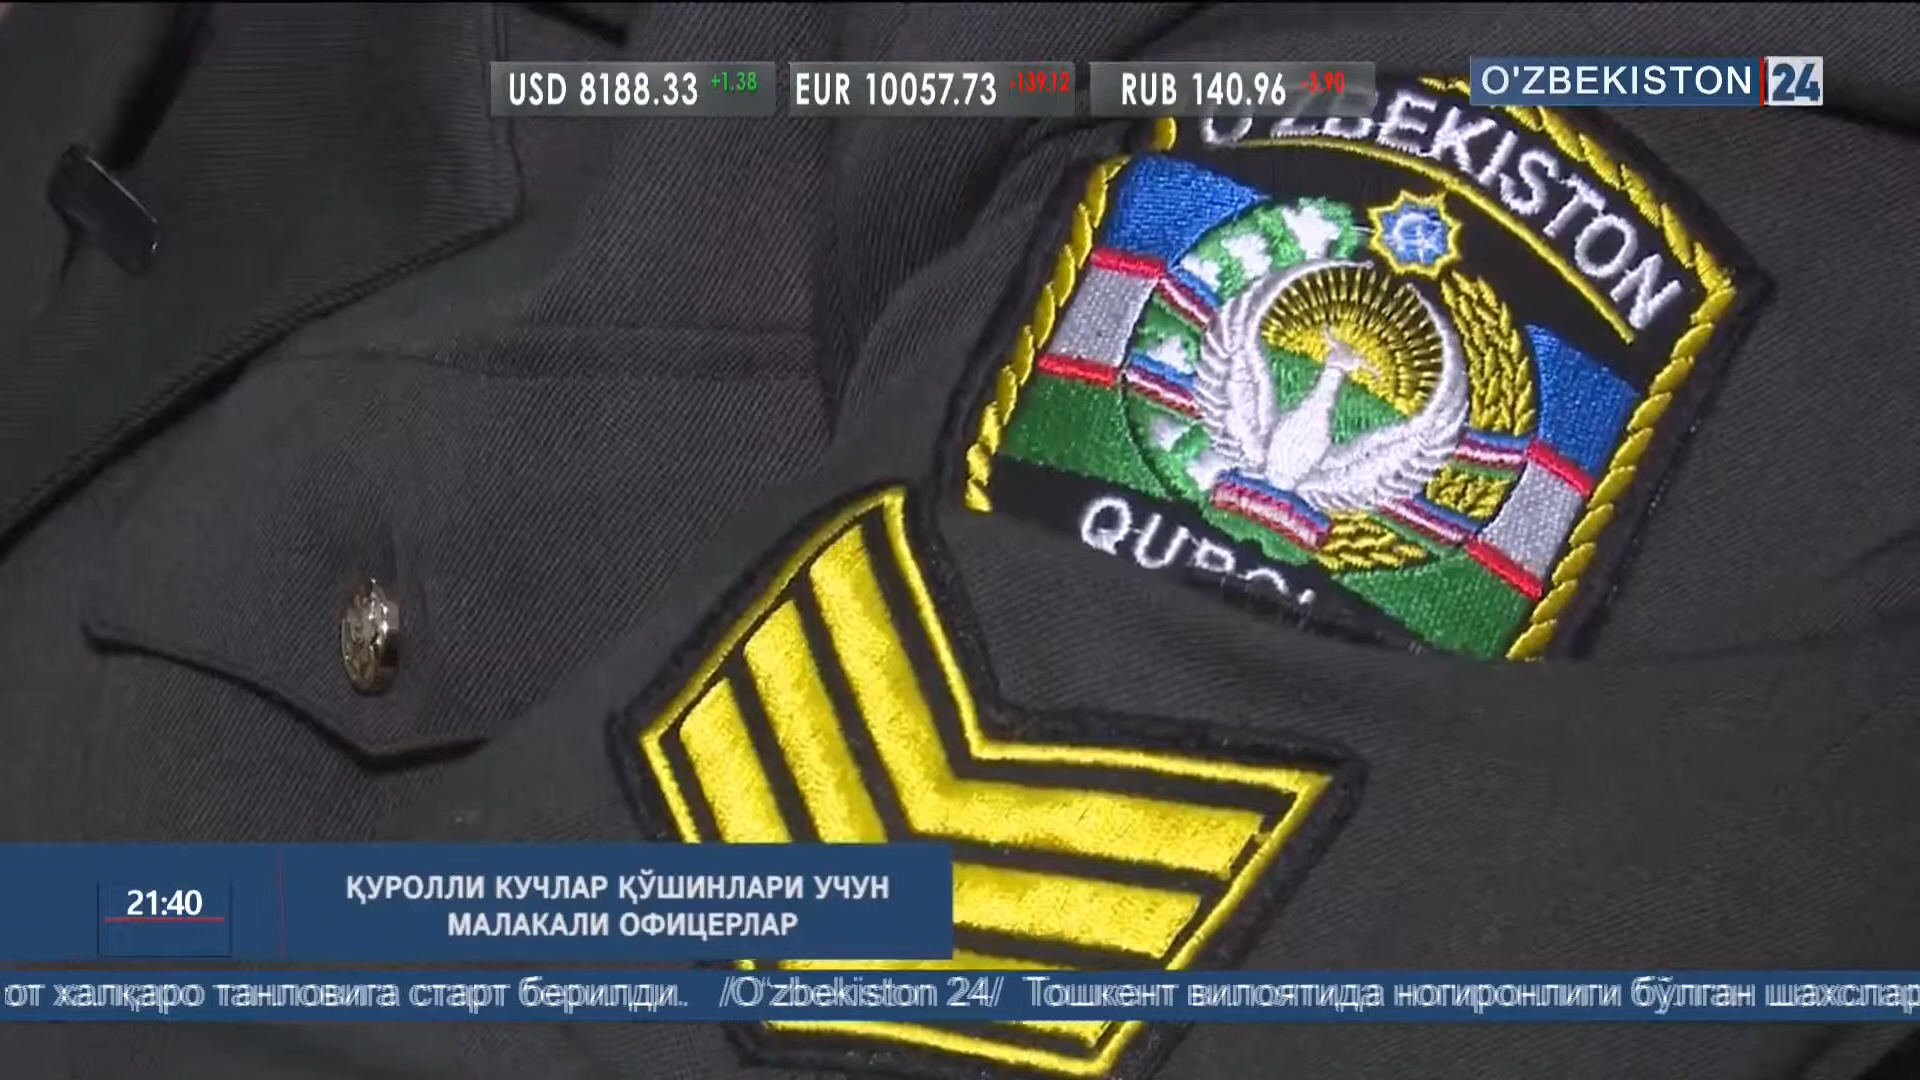 USD 8188.33 +1.38 EUR 10057.73 -139.12 RUB 140.96 -3.90
O'ZBEKISTON 24
O'ZBEKISTON
21:40
ҚУРОЛЛИ КУЧЛАР ҚЎШИНЛАРИ УЧУН
МАЛАКАЛИ ОФИЦЕРЛАР
от халқаро танловига старт берилди. //O‘zbekiston 24// Тошкент вилоятида ногиронлиги бўлган шахслар